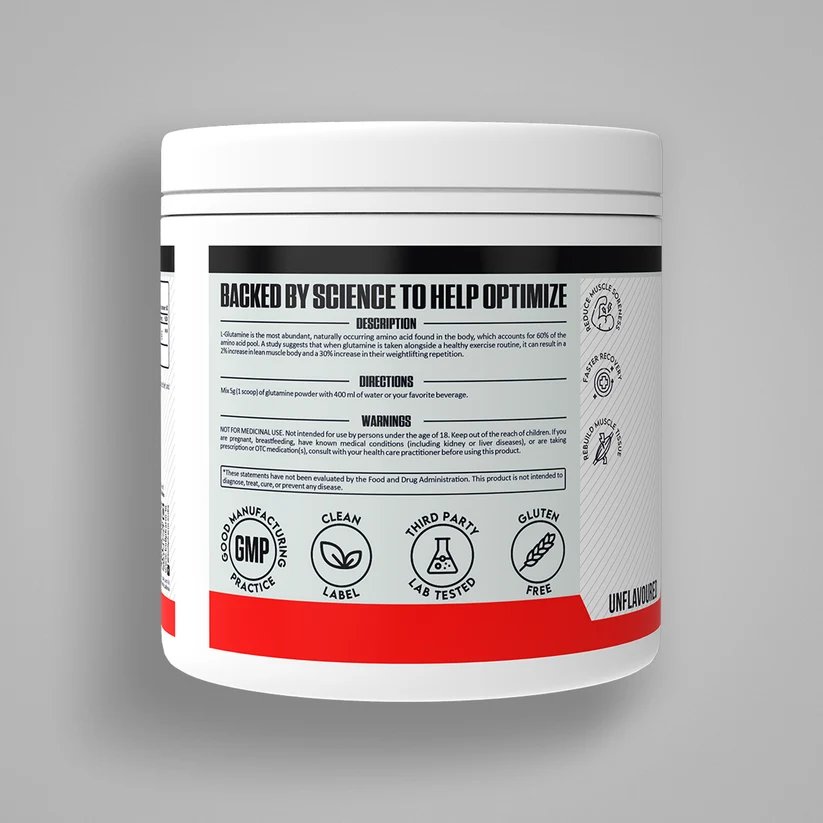 BACKED BY SCIENCE TO HELP OPTIMIZE
DESCRIPTION
L-Glutamine is the most abundant, naturally occurring amino acid found in the body, which accounts for 60% of the
amino acid pool. A study suggests that when glutamine is taken alongside a healthy exercise routine, it can result in a
2% increase in lean muscle body and a 30% increase in their weightlifting repetition.
DIRECTIONS
Mix 5g (1 scoop) of glutamine powder with 400 ml of water or your favorite beverage.
WARNINGS
NOT FOR MEDICINAL USE. Not intended for use by persons under the age of 18. Keep out of the reach of children. If you
are pregnant, breastfeeding, have known medical conditions (including kidney or liver diseases), or are taking
prescription or OTC medication(s), consult with your health care practitioner before using this product.
*These statements have not been evaluated by the Food and Drug Administration. This product is not intended to
diagnose, treat, cure, or prevent any disease.
GOOD MANUFACTURING
GMP
PRACTICE
CLEAN
LABEL
THIRD PARTY
LAB TESTED
GLUTEN
FREE
REDUCE MUSCLE SORENESS
FASTER RECOVERY
REBUILD MUSCLE TISSUE
UNFLAVOURED